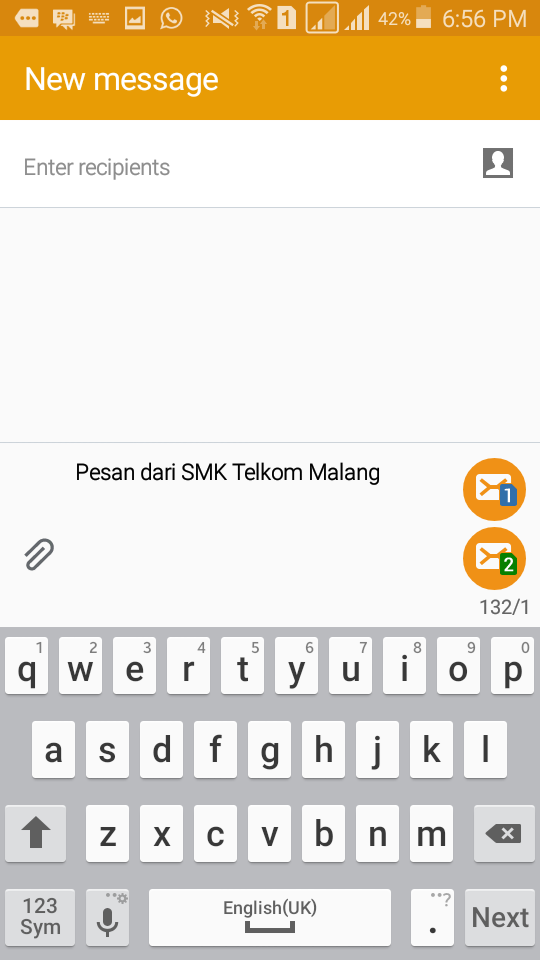 1 42% 6:56 PM
New message
Enter recipients
Pesan dari SMK Telkom Malang
1
2
132/1
1 2 3 4 5 6 7 8 9 0
q w e r t y u i o p
a s d f g h j k l
z x c v b n m
123
Sym
English(UK)
?
.
Next